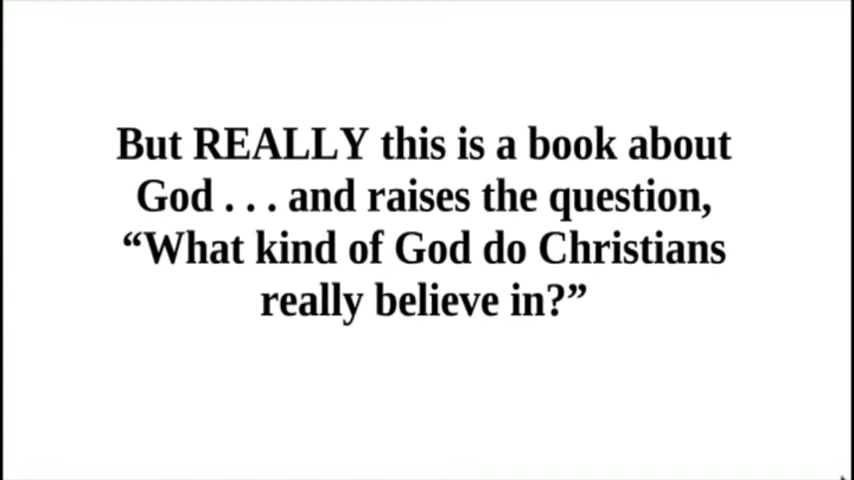 But REALLY this is a book about
God . . . and raises the question,
“What kind of God do Christians
really believe in?”